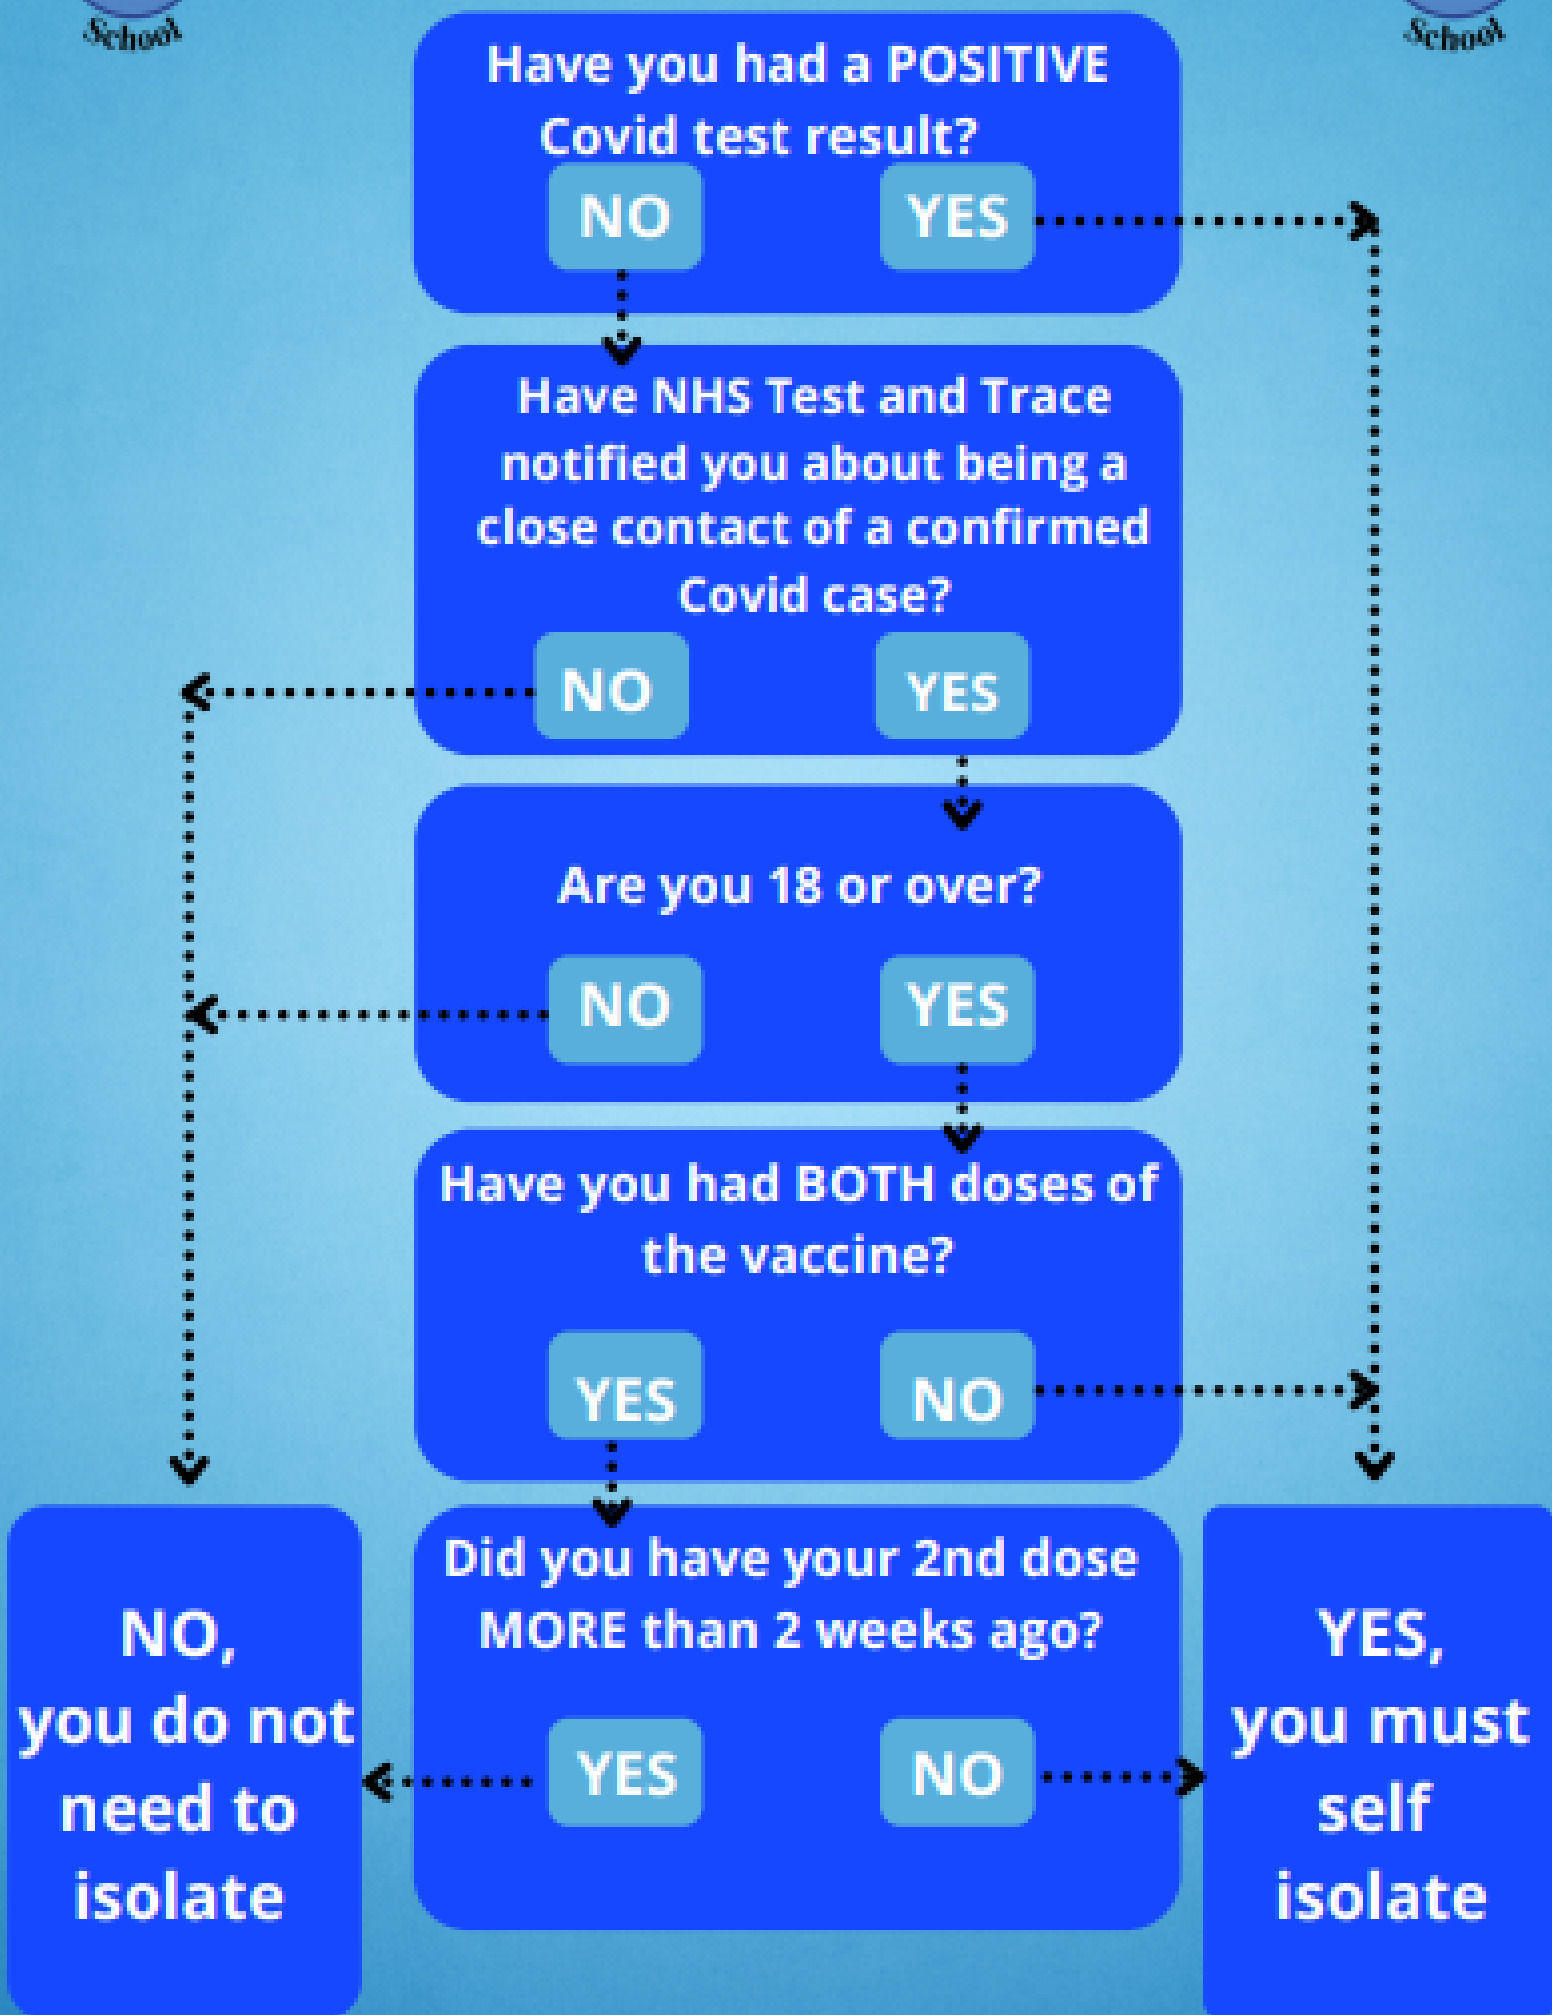 School
School
Have you had a POSITIVE
Covid test result?
NO
YES
Have NHS Test and Trace
notified you about being a
close contact of a confirmed
Covid case?
NO
YES
Are you 18 or over?
NO
YES
Have you had BOTH doses of
the vaccine?
YES
NO
Did you have your 2nd dose
MORE than 2 weeks ago?
YES
NO
NO,
you do not
need to
isolate
YES,
you must
self
isolate